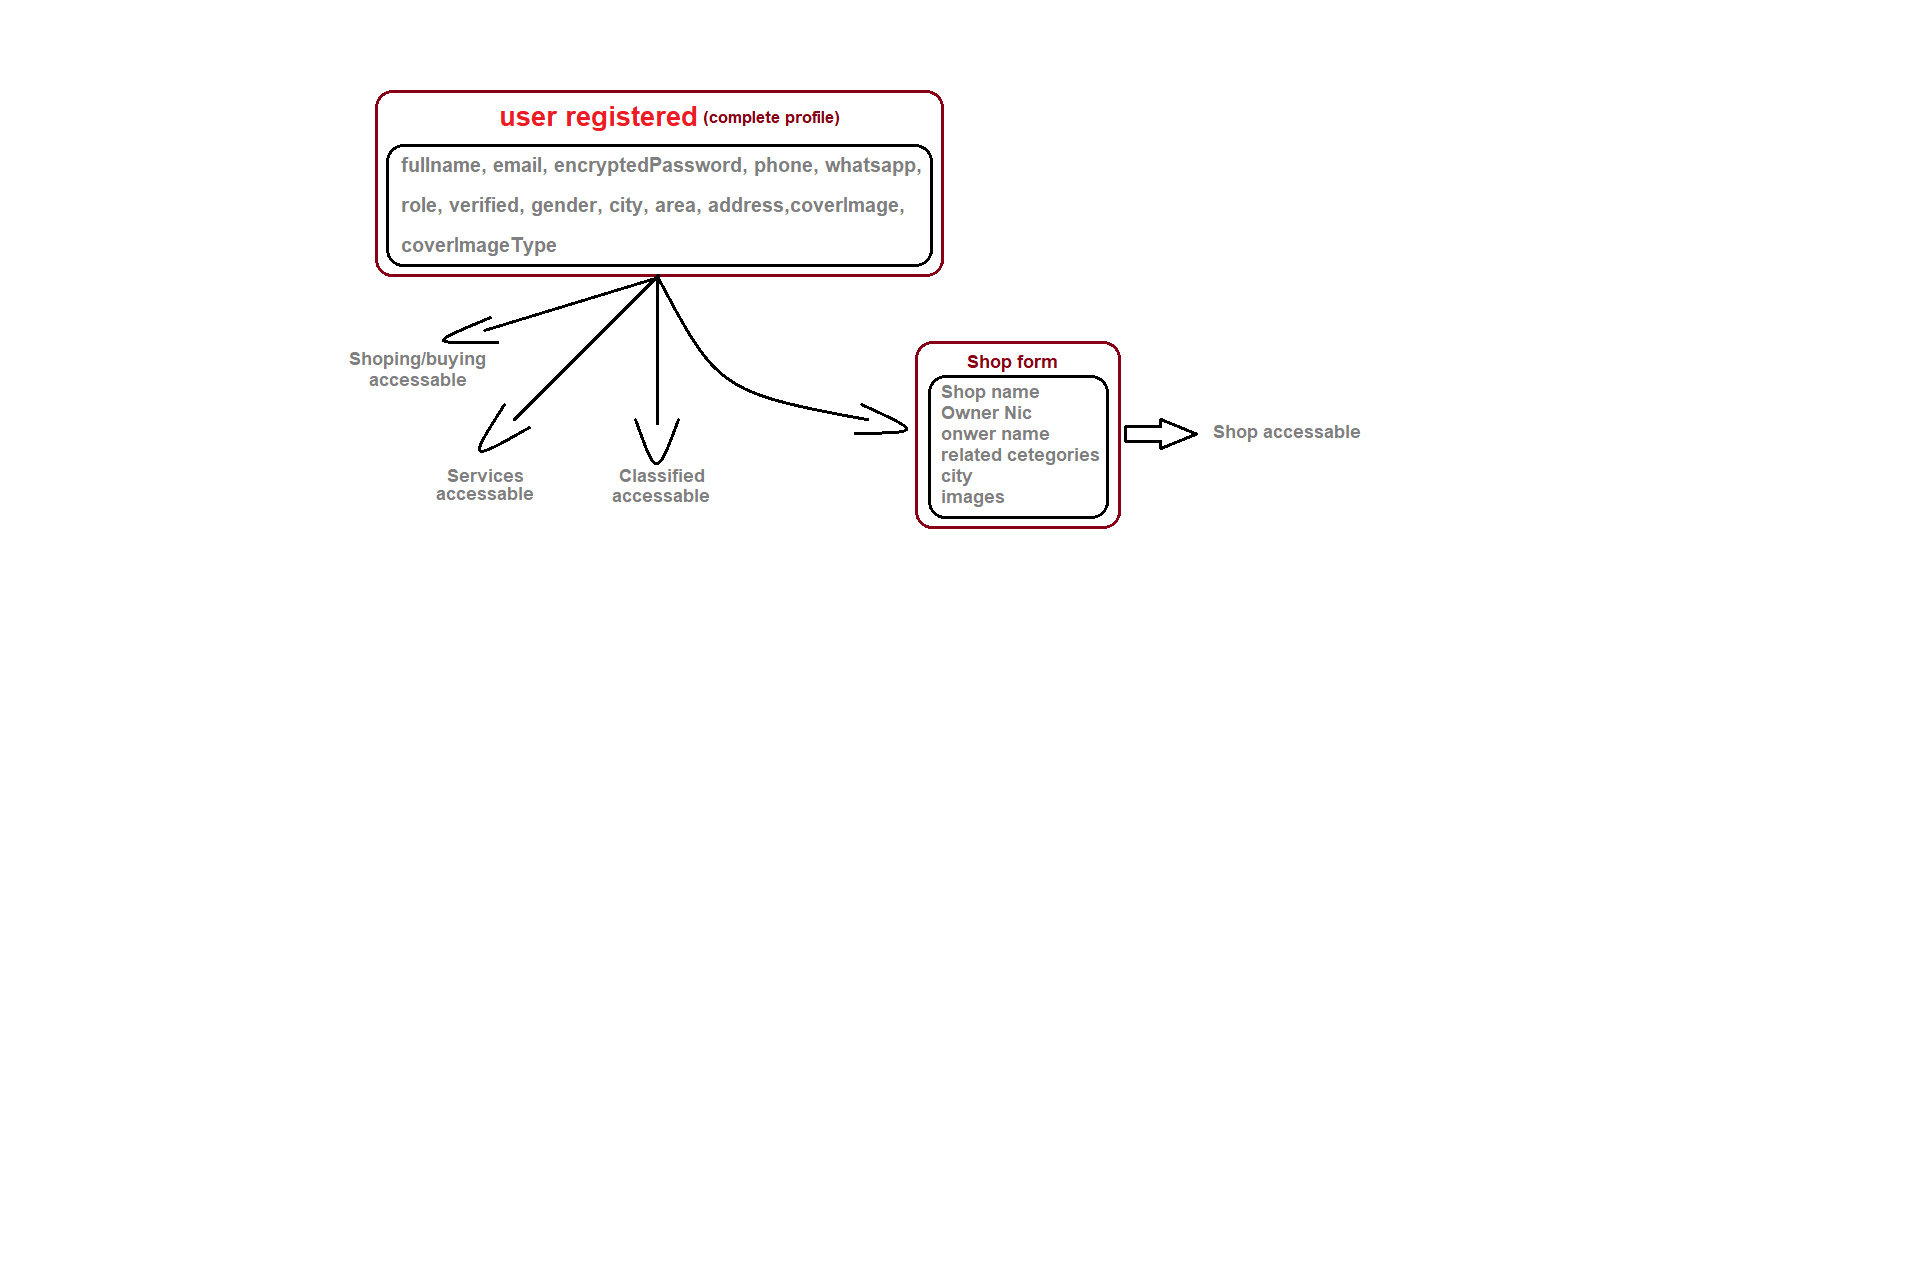 user registered (complete profile)
fullname, email, encryptedPassword, phone, whatsapp,
role, verified, gender, city, area, address,coverImage,
coverImageType
Shoping/buying
accessable
Services
accessable
Classified
accessable
Shop form
Shop name
Owner Nic
onwer name
related cetegories
city
images
Shop accessable